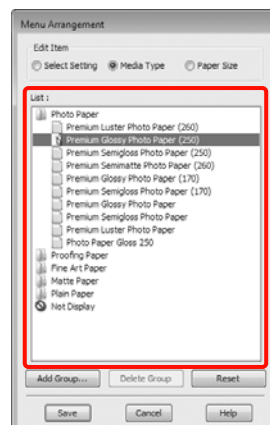 Menu Arrangement
Edit Item
Select Setting Media Type Paper Size
List :
Photo Paper
Premium Luster Photo Paper (260)
Premium Glossy Photo Paper (250)
Premium Semigloss Photo Paper (250)
Premium Semimatte Photo Paper (260)
Premium Glossy Photo Paper (170)
Premium Semigloss Photo Paper (170)
Premium Glossy Photo Paper
Premium Semigloss Photo Paper
Premium Luster Photo Paper
Photo Paper Gloss 250
Proofing Paper
Fine Art Paper
Matte Paper
Plain Paper
Not Display
Add Group... Delete Group Reset
Save Cancel Help